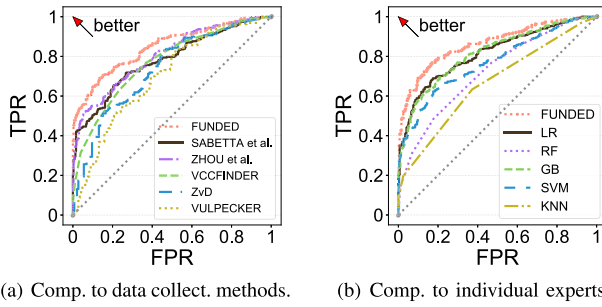 better
TPR
1
0.8
0.6
0.4
0.2
0
0 0.2 0.4 0.6 0.8 1
FPR
FUNDED
SABETTA et al.
ZHOU et al.
VCCFINDER
ZvD
VULPECKER
(a) Comp. to data collect. methods.
better
TPR
1
0.8
0.6
0.4
0.2
0
0 0.2 0.4 0.6 0.8 1
FPR
FUNDED
LR
RF
GB
SVM
KNN
(b) Comp. to individual experts